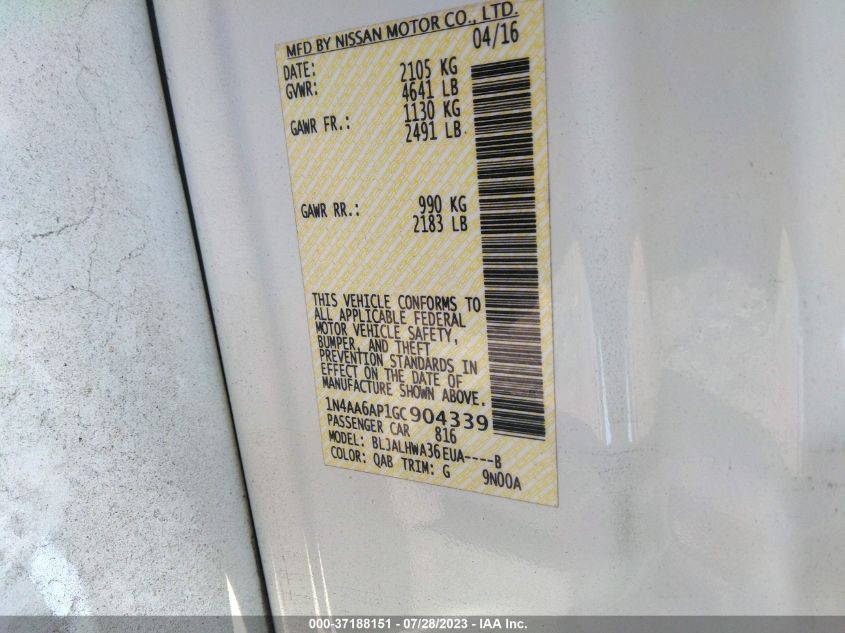 MFD BY NISSAN MOTOR CO., LTD.
DATE: 04/16
GVWR: 2105 KG
4641 LB
GAWR FR.: 1130 KG
2491 LB
GAWR RR.: 990 KG
2183 LB
THIS VEHICLE CONFORMS TO
ALL APPLICABLE FEDERAL
MOTOR VEHICLE SAFETY,
BUMPER, AND THEFT
PREVENTION STANDARDS IN
EFFECT ON THE DATE OF
MANUFACTURE SHOWN ABOVE.
1N4AA6AP1GC904339
PASSENGER CAR 816
MODEL: BLJALHWA36EUA----B
COLOR: QAB TRIM: G 9N00A
000-37188151 - 07/28/2023 - IAA Inc.